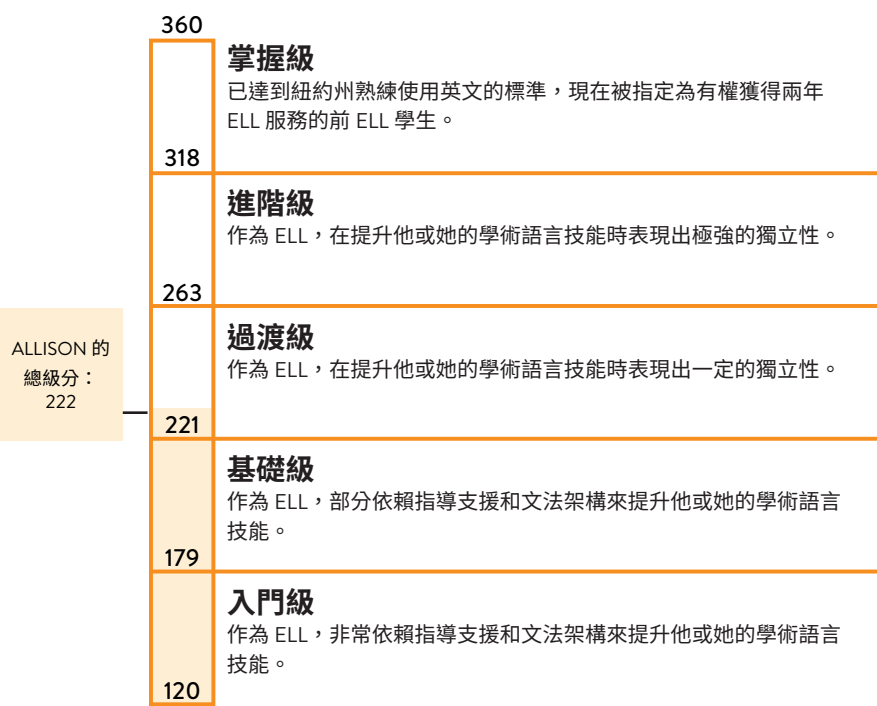 360
掌握級
已達到紐約州熟練使用英文的標準，現在被指定為有權獲得兩年
ELL 服務的前 ELL 學生。
318
進階級
作為 ELL，在提升他或她的學術語言技能時表現出極強的獨立性。
263
過渡級
作為 ELL，在提升他或她的學術語言技能時表現出一定的獨立性。
ALLISON 的
總級分：
222
221
基礎級
作為 ELL，部分依賴指導支援和文法架構來提升他或她的學術語言
技能。
179
入門級
作為 ELL，非常依賴指導支援和文法架構來提升他或她的學術語言
技能。
120